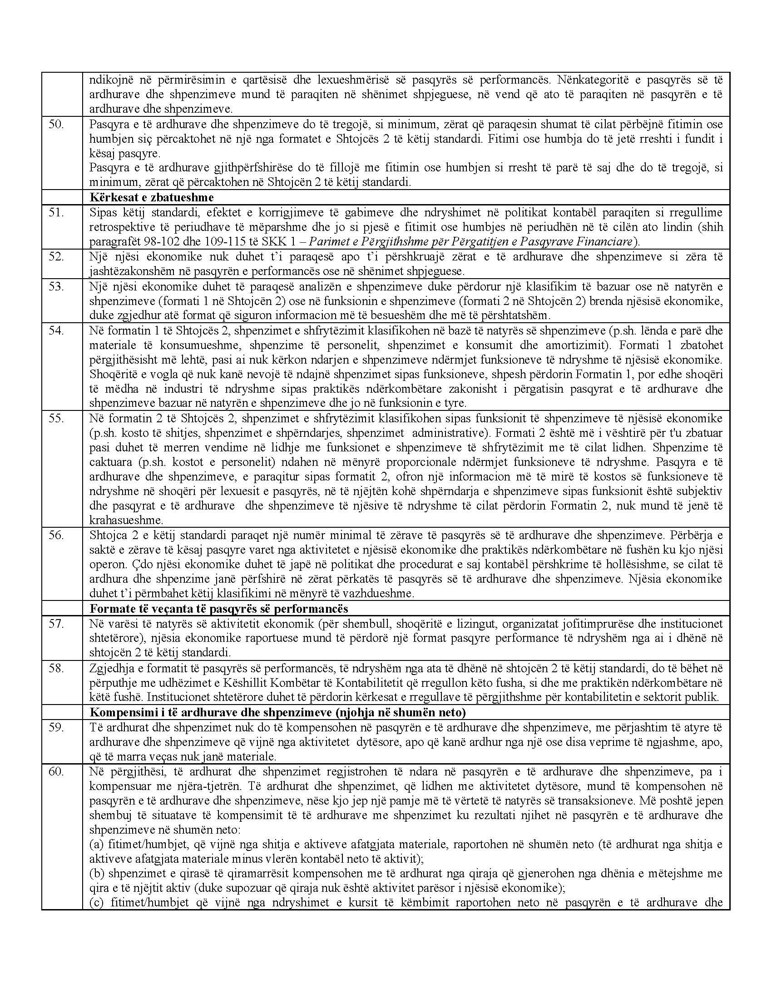 ndikojnë në përmirësimin e qartësisë dhe lexueshmërisë së pasqyrës së performancës. Nënkategoritë e pasqyrës së të
ardhurave dhe shpenzimeve mund të paraqiten në shënimet shpjeguese, në vend që ato të paraqiten në pasqyrën e të
ardhurave dhe shpenzimeve.
50. Pasqyra e të ardhurave dhe shpenzimeve do të tregojë, si minimum, zërat që paraqesin shumat të cilat përbëjnë fitimin ose
humbjen siç përcaktohet në një nga formatet e Shtojcës 2 të këtij standardi. Fitimi ose humbja do të jetë rreshti i fundit i
kësaj pasqyre.
Pasqyra e të ardhurave gjithpërfshirëse do të fillojë me fitimin ose humbjen si rresht të parë të saj dhe do të tregojë, si
minimum, zërat që përcaktohen në Shtojcën 2 të këtij standardi.
Kërkesat e zbatueshme
51. Sipas këtij standardi, efektet e korrigjimeve të gabimeve dhe ndryshimet në politikat kontabël paraqiten si rregullime
retrospektive të periudhave të mëparshme dhe jo si pjesë e fitimit ose humbjes në periudhën në të cilën ato lindin (shih
paragrafët 98-102 dhe 109-115 të SKK 1 – Parimet e Përgjithshme për Përgatitjen e Pasqyrave Financiare).
52. Një njësi ekonomike nuk duhet t’i paraqesë apo t’i përshkruajë zërat e të ardhurave dhe shpenzimeve si zëra të
jashtëzakonshëm në pasqyrën e performancës ose në shënimet shpjeguese.
53. Një njësi ekonomike duhet të paraqesë analizën e shpenzimeve duke përdorur një klasifikim të bazuar ose në natyrën e
shpenzimeve (formati 1 në Shtojcën 2) ose në funksionin e shpenzimeve (formati 2 në Shtojcën 2) brenda njësisë ekonomike,
duke zgjedhur atë format që siguron informacion më të besueshëm dhe më të përshtatshëm.
54. Në formatin 1 të Shtojcës 2, shpenzimet e shfrytëzimit klasifikohen në bazë të natyrës së shpenzimeve (p.sh. lënda e parë dhe
materiale të konsumueshme, shpenzime të personelit, shpenzimet e konsumit dhe amortizimit). Formati 1 zbatohet
përgjithësisht më lehtë, pasi ai nuk kërkon ndarjen e shpenzimeve ndërmjet funksioneve të ndryshme të njësisë ekonomike.
Shoqëritë e vogla që nuk kanë nevojë të ndajnë shpenzimet sipas funksioneve, shpesh përdorin Formatin 1, por edhe shoqëri
të mëdha në industri të ndryshme sipas praktikës ndërkombëtare zakonisht i përgatisin pasqyrat e të ardhurave dhe
shpenzimeve bazuar në natyrën e shpenzimeve dhe jo në funksionin e tyre.
55. Në formatin 2 të Shtojcës 2, shpenzimet e shfrytëzimit klasifikohen sipas funksionit të shpenzimeve të njësisë ekonomike
(p.sh. kosto të shitjes, shpenzimet e shpërndarjes, shpenzimet administrative). Formati 2 është më i vështirë për t'u zbatuar
pasi duhet të merren vendime në lidhje me funksionet e shpenzimeve të shfrytëzimit me të cilat lidhen. Shpenzime të
caktuara (p.sh. kostot e personelit) ndahen në mënyrë proporcionale ndërmjet funksioneve të ndryshme. Pasqyra e të
ardhurave dhe shpenzimeve, e paraqitur sipas formatit 2, ofron një informacion më të mirë të kostos së funksioneve të
ndryshme në shoqëri për lexuesit e pasqyrës, në të njëjtën kohë shpërndarja e shpenzimeve sipas funksionit është subjektiv
dhe pasqyrat e të ardhurave dhe shpenzimeve të njësive të ndryshme të cilat përdorin Formatin 2, nuk mund të jenë të
krahasueshme.
56. Shtojca 2 e këtij standardi paraqet një numër minimal të zërave të pasqyrës së të ardhurave dhe shpenzimeve. Përbërja e
saktë e zërave të kësaj pasqyre varet nga aktivitetet e njësisë ekonomike dhe praktikës ndërkombëtare në fushën ku kjo njësi
operon. Çdo njësi ekonomike duhet të japë në politikat dhe procedurat e saj kontabël përshkrime të hollësishme, se cilat të
ardhura dhe shpenzime janë përfshirë në zërat përkatës të pasqyrës së të ardhurave dhe shpenzimeve. Njësia ekonomike
duhet t’i përmbahet këtij klasifikimi në mënyrë të vazhdueshme.
Formate të veçanta të pasqyrës së performancës
57. Në varësi të natyrës së aktivitetit ekonomik (për shembull, shoqëritë e lizingut, organizatat jofitimprurëse dhe institucionet
shtetërore), njësia ekonomike raportuese mund të përdorë një format pasqyre performance të ndryshëm nga ai i dhënë në
shtojcën 2 të këtij standardi.
58. Zgjedhja e formatit të pasqyrës së performancës, të ndryshëm nga ata të dhënë në shtojcën 2 të këtij standardi, do të bëhet në
përputhje me udhëzimet e Këshillit Kombëtar të Kontabilitetit që rregullon këto fusha, si dhe me praktikën ndërkombëtare në
këtë fushë. Institucionet shtetërore duhet të përdorin kërkesat e rregullave të përgjithshme për kontabilitetin e sektorit publik.
Kompensimi i të ardhurave dhe shpenzimeve (njohja në shumën neto)
59. Të ardhurat dhe shpenzimet nuk do të kompensohen në pasqyrën e të ardhurave dhe shpenzimeve, me përjashtim të atyre të
ardhurave dhe shpenzimeve që vijnë nga aktivitetet dytësore, apo që kanë ardhur nga një ose disa veprime të ngjashme, apo,
që të marra veças nuk janë materiale.
60. Në përgjithësi, të ardhurat dhe shpenzimet regjistrohen të ndara në pasqyrën e të ardhurave dhe shpenzimeve, pa i
kompensuar me njëra-tjetrën. Të ardhurat dhe shpenzimet, që lidhen me aktivitetet dytësore, mund të kompensohen në
pasqyrën e të ardhurave dhe shpenzimeve, nëse kjo jep një pamje më të vërtetë të natyrës së transaksioneve. Më poshtë jepen
shembuj të situatave të kompensimit të të ardhurave me shpenzimet ku rezultati njihet në pasqyrën e të ardhurave dhe
shpenzimeve në shumën neto:
(a) fitimet/humbjet, që vijnë nga shitja e aktiveve afatgjata materiale, raportohen në shumën neto (të ardhurat nga shitja e
aktiveve afatgjata materiale minus vlerën kontabël neto të aktivit);
(b) shpenzimet e qirasë të qiramarrësit kompensohen me të ardhurat nga qiraja që gjenerohen nga dhënia e mëtejshme me
qira e të njëjtit aktiv (duke supozuar që qiraja nuk është aktivitet parësor i njësisë ekonomike);
(c) fitimet/humbjet që vijnë nga ndryshimet e kursit të këmbimit raportohen neto në pasqyrën e të ardhurave dhe